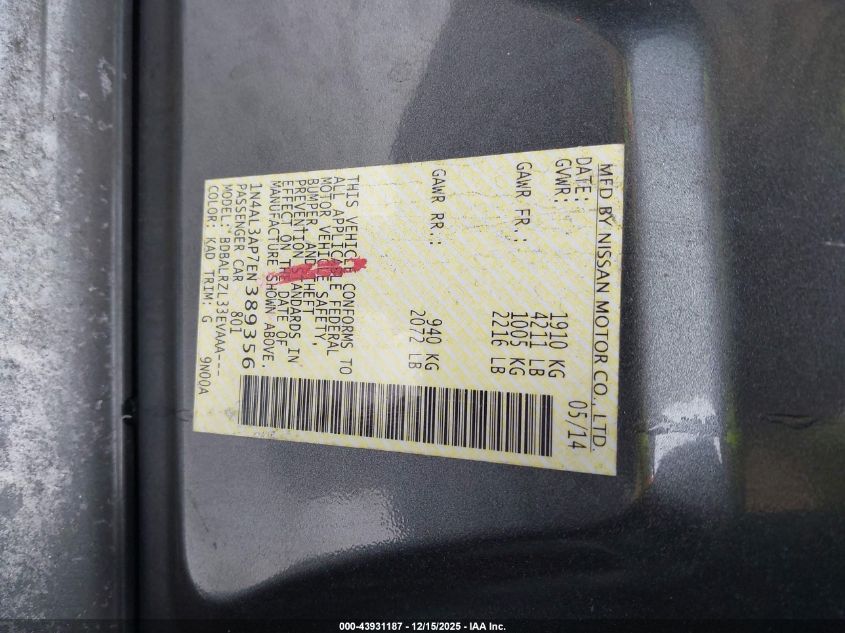 MFD BY NISSAN MOTOR CO., LTD.
DATE: 05/14
GVWR: 1910 KG
4211 LB
GAWR FR.: 1005 KG
2216 LB
GAWR RR.: 940 KG
2072 LB
THIS VEHICLE CONFORMS TO
ALL APPLICABLE FEDERAL
MOTOR VEHICLE SAFETY,
BUMPER, AND THEFT
PREVENTION STANDARDS IN
EFFECT ON THE DATE OF
MANUFACTURE SHOWN ABOVE.
1N4AL3AP7EN389356
PASSENGER CAR 801
MODEL: BDBALRZL33EVAAA---
COLOR: KAD TRIM: G 9N00A
000-43931187 - 12/15/2025 - IAA Inc.